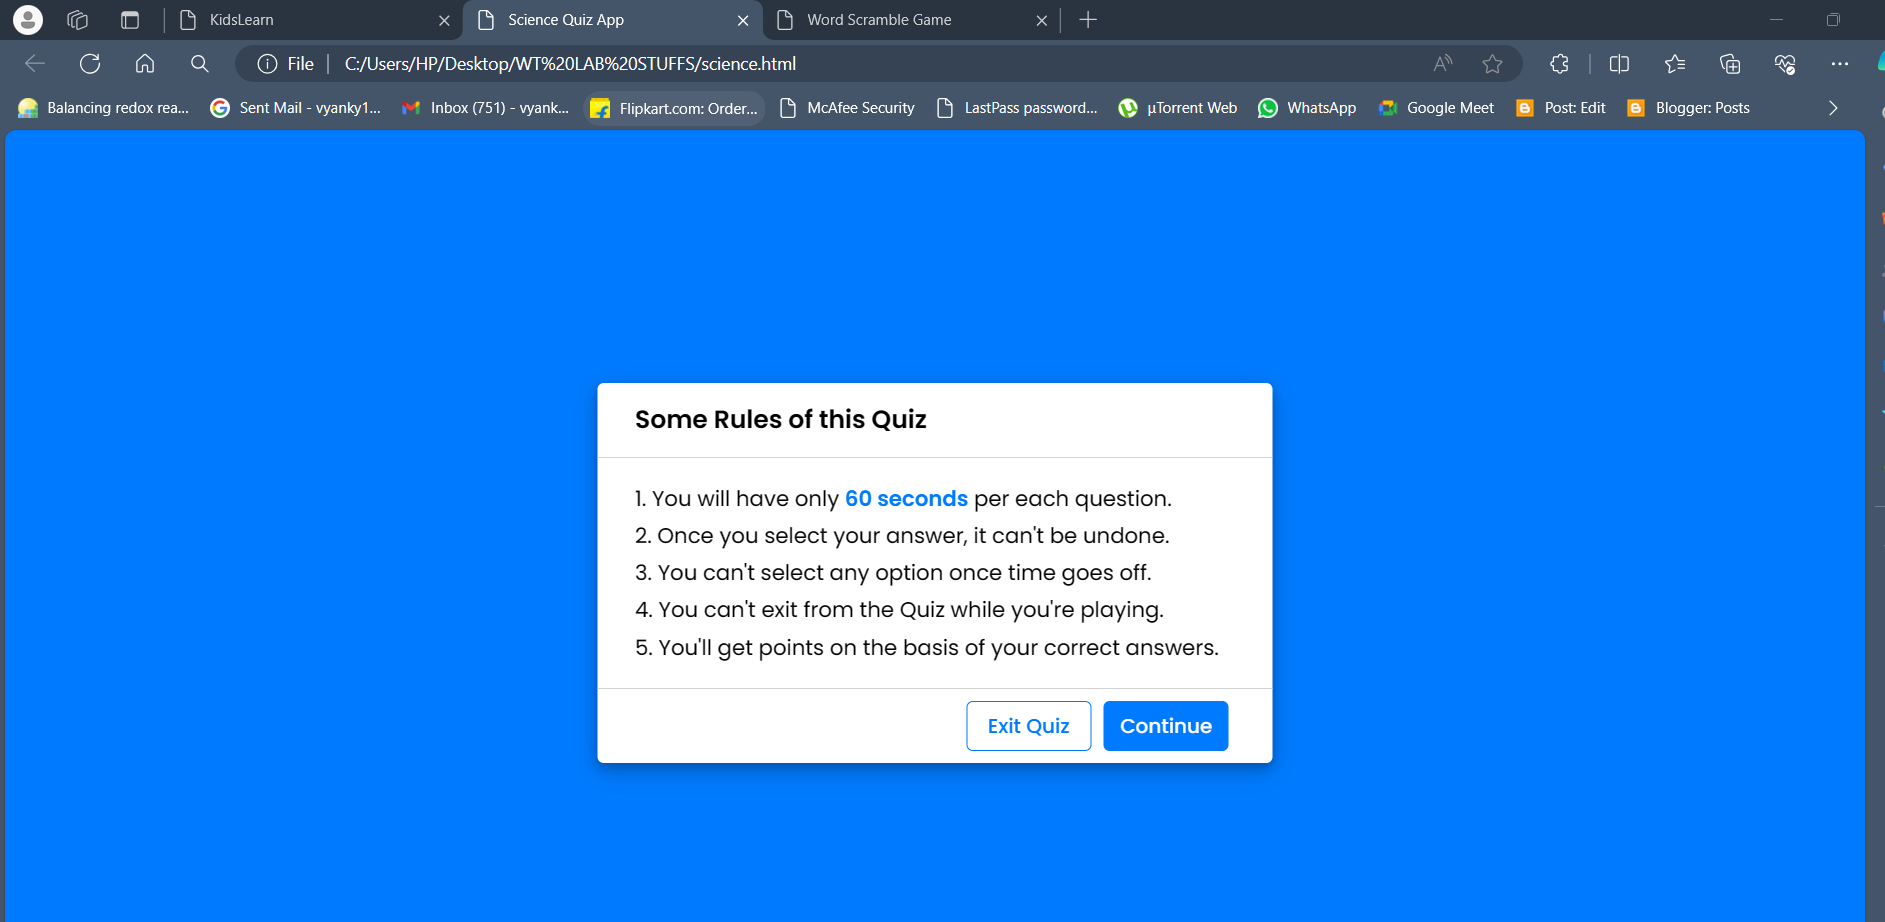 KidsLearn
Science Quiz App
Word Scramble Game
File
C:/Users/HP/Desktop/WT%20LAB%20STUFFS/science.html
Balancing redox rea...
Sent Mail - vyanky1...
Inbox (751) - vyank...
Flipkart.com: Order...
McAfee Security
LastPass password...
µTorrent Web
WhatsApp
Google Meet
Post: Edit
Blogger: Posts
Some Rules of this Quiz
1. You will have only 60 seconds per each question.
2. Once you select your answer, it can't be undone.
3. You can't select any option once time goes off.
4. You can't exit from the Quiz while you're playing.
5. You'll get points on the basis of your correct answers.
Exit Quiz
Continue